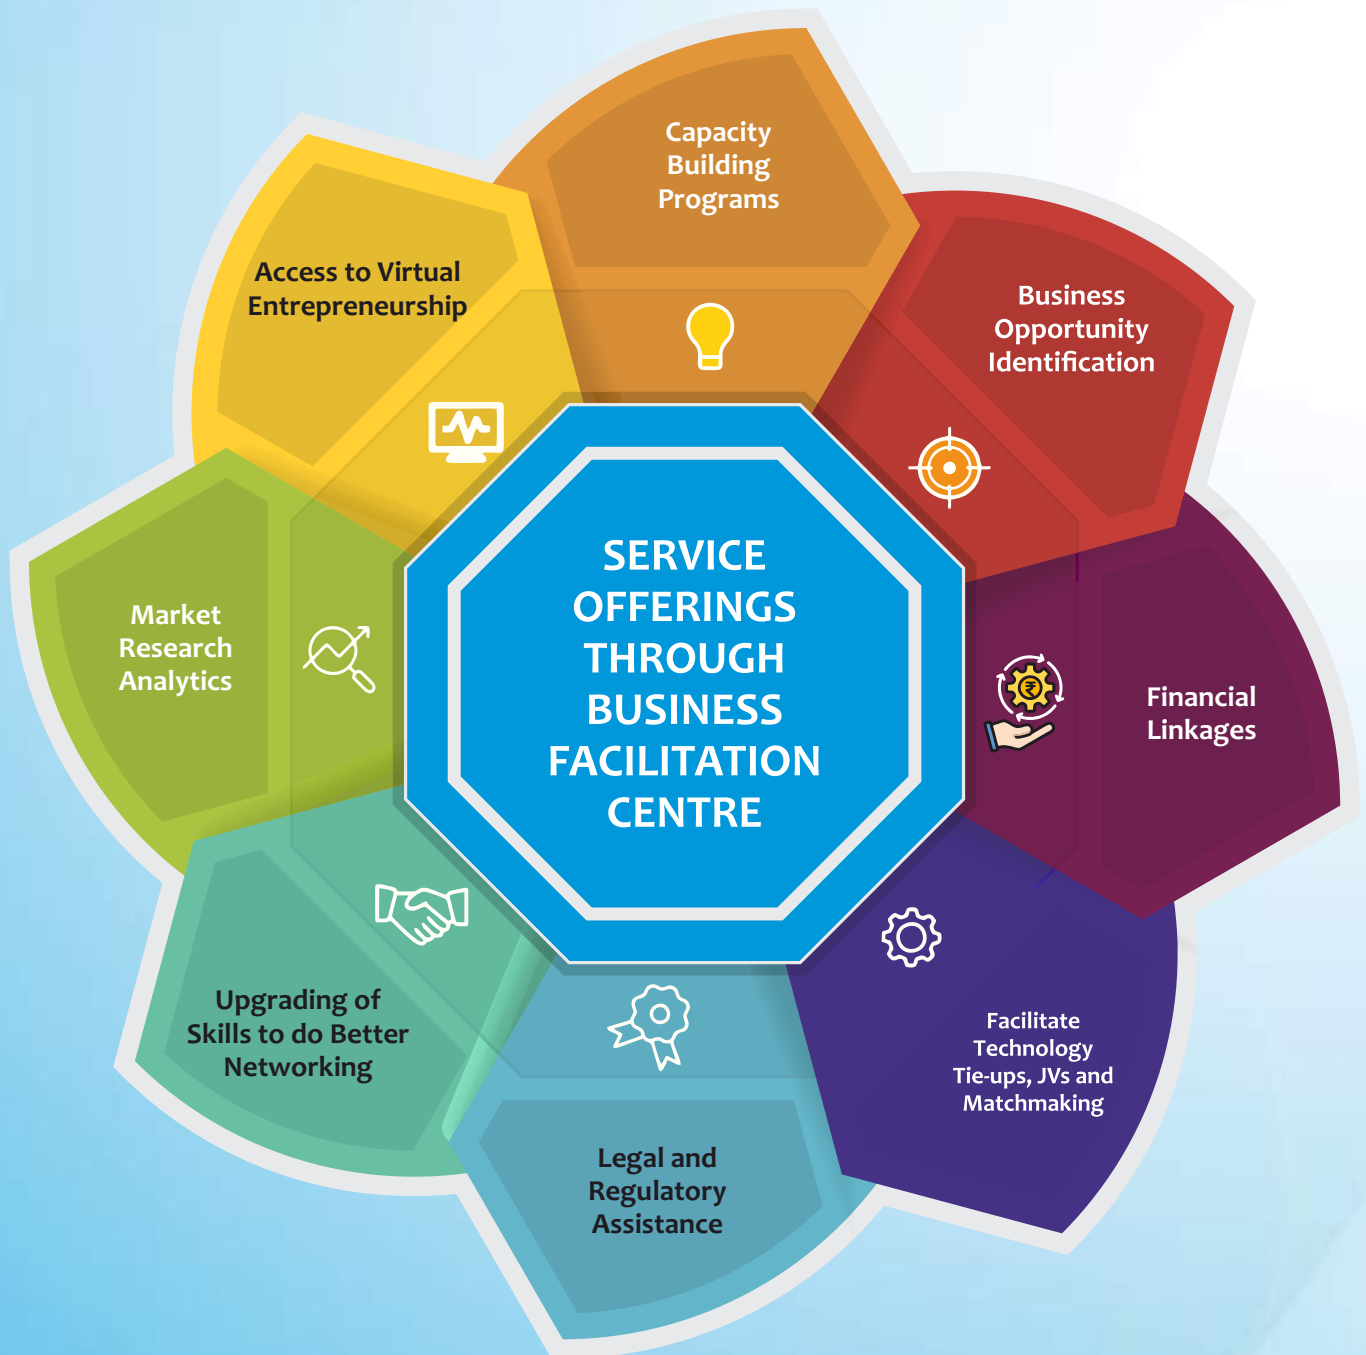 Capacity
Building
Programs
Access to Virtual
Entrepreneurship
Business
Opportunity
Identification
SERVICE
OFFERINGS
THROUGH
BUSINESS
FACILITATION
CENTRE
Market
Research
Analytics
₹
Financial
Linkages
Upgrading of
Skills to do Better
Networking
Facilitate
Technology
Tie-ups, JVs and
Matchmaking
Legal and
Regulatory
Assistance